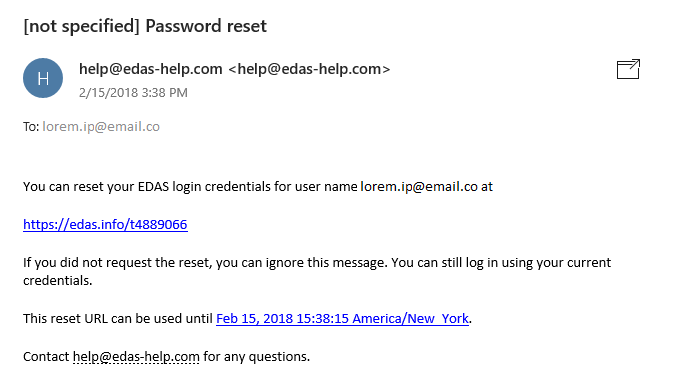 [not specified] Password reset
H
help@edas-help.com <help@edas-help.com>
2/15/2018 3:38 PM
To: lorem.ip@email.co
You can reset your EDAS login credentials for user name lorem.ip@email.co at
https://edas.info/t4889066
If you did not request the reset, you can ignore this message. You can still log in using your current
credentials.
This reset URL can be used until Feb 15, 2018 15:38:15 America/New_York.
Contact help@edas-help.com for any questions.